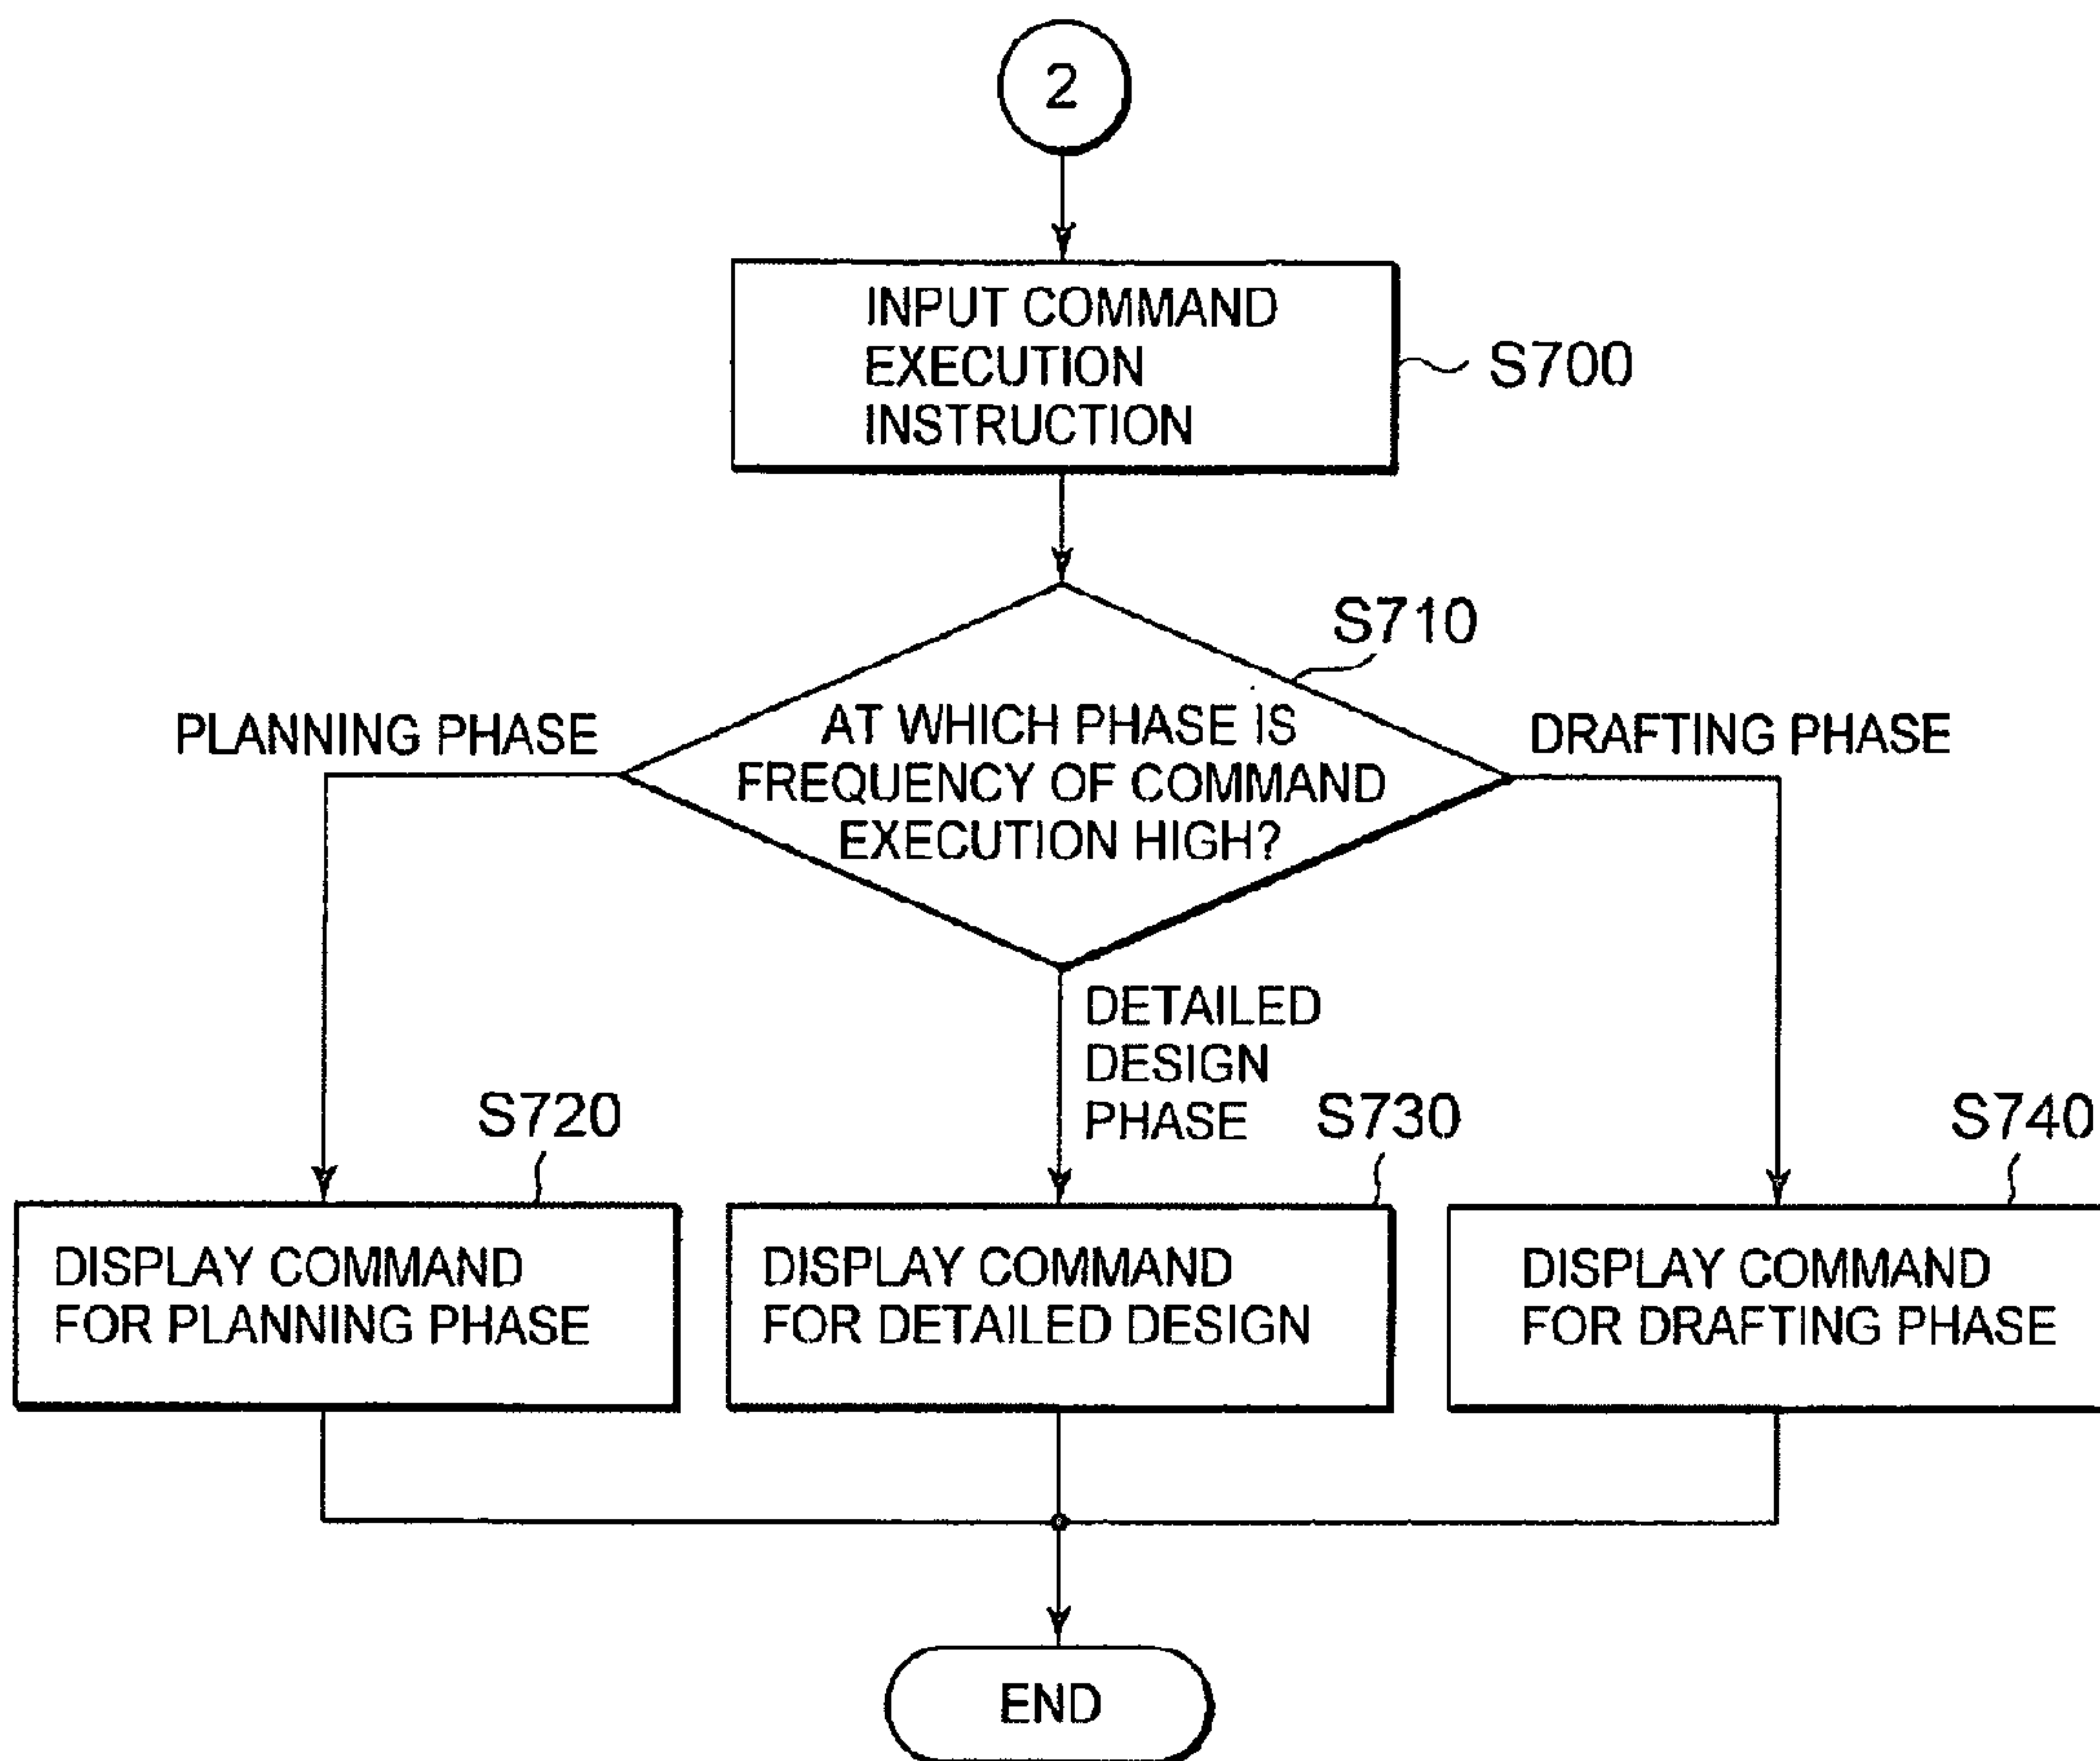 2
INPUT COMMAND
EXECUTION
INSTRUCTION
S700
S710
AT WHICH PHASE IS
FREQUENCY OF COMMAND
EXECUTION HIGH?
PLANNING PHASE
DRAFTING PHASE
DETAILED
DESIGN
PHASE
S720
DISPLAY COMMAND
FOR PLANNING PHASE
S730
DISPLAY COMMAND
FOR DETAILED DESIGN
S740
DISPLAY COMMAND
FOR DRAFTING PHASE
END